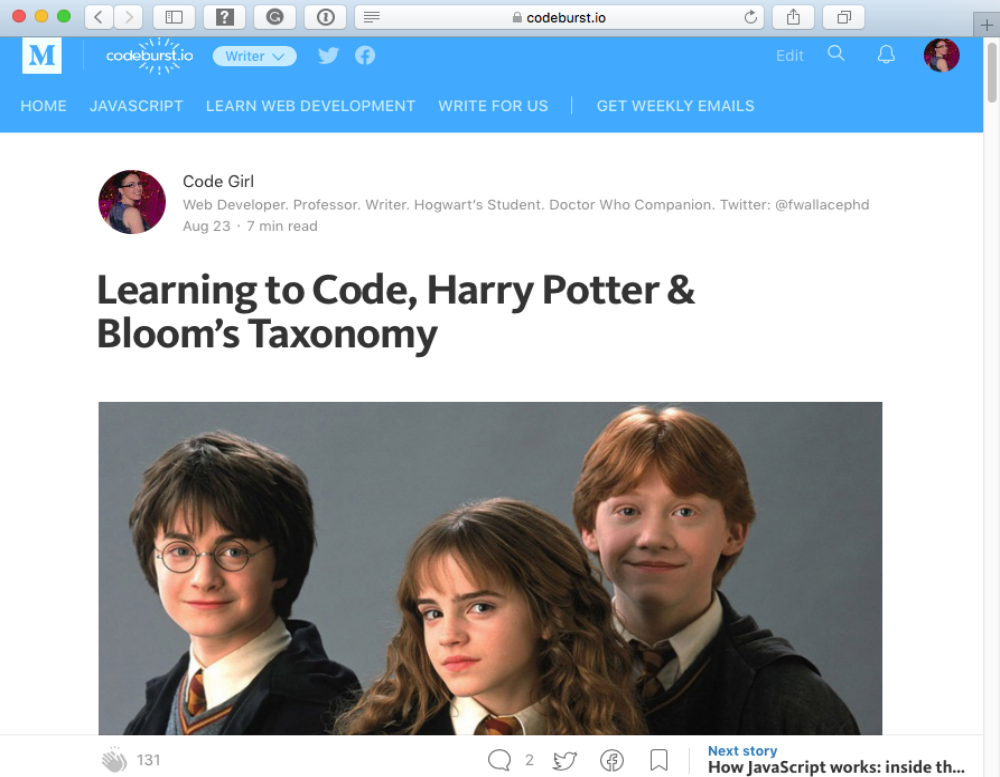 codeburst.io
M
codeburst.io
Writer
Edit
HOME JAVASCRIPT LEARN WEB DEVELOPMENT WRITE FOR US GET WEEKLY EMAILS
Code Girl
Web Developer. Professor. Writer. Hogwart's Student. Doctor Who Companion. Twitter: @fwallacephd
Aug 23 · 7 min read
Learning to Code, Harry Potter &
Bloom’s Taxonomy
131
2
Next story
How JavaScript works: inside th...